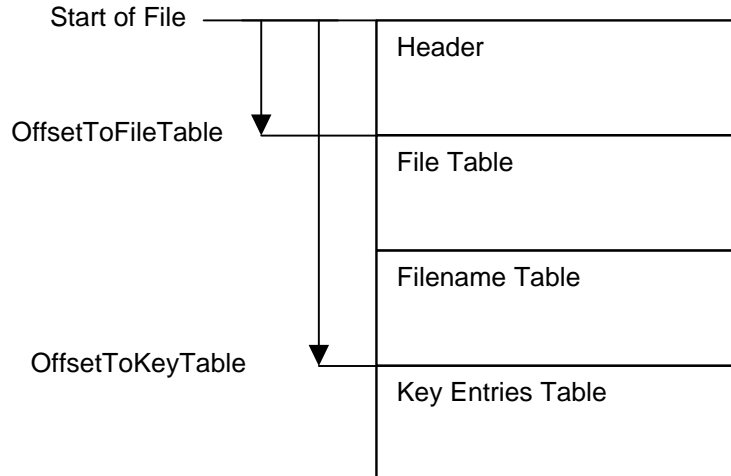 Start of File
Header
OffsetToFileTable
File Table
Filename Table
OffsetToKeyTable
Key Entries Table